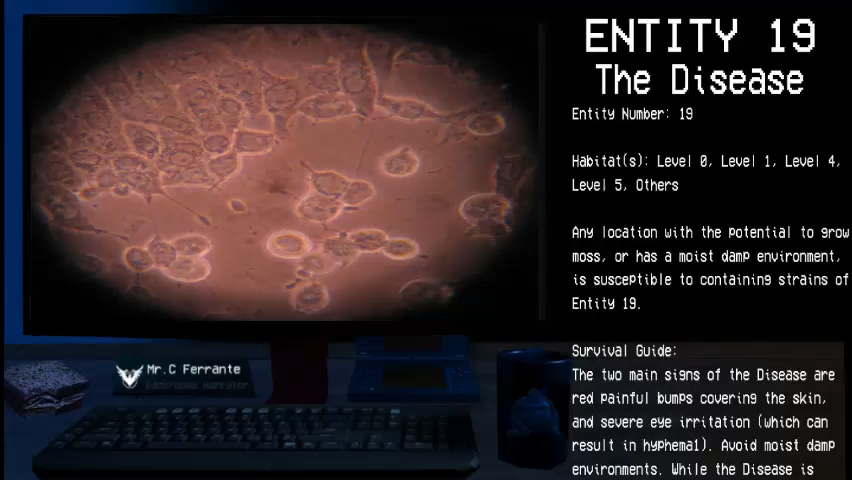 ENTITY 19
The Disease
Entity Number: 19
Habitat(s): Level 0, Level 1, Level 4,
Level 5, Others
Any location with the potential to grow
moss, or has a moist damp environment,
is susceptible to containing strains of
Entity 19.
Survival Guide:
The two main signs of the Disease are
red painful bumps covering the skin,
and severe eye irritation (which can
result in hyphema1). Avoid moist damp
environments. While the Disease is
Mr.C Ferrante
Backrooms Narrator